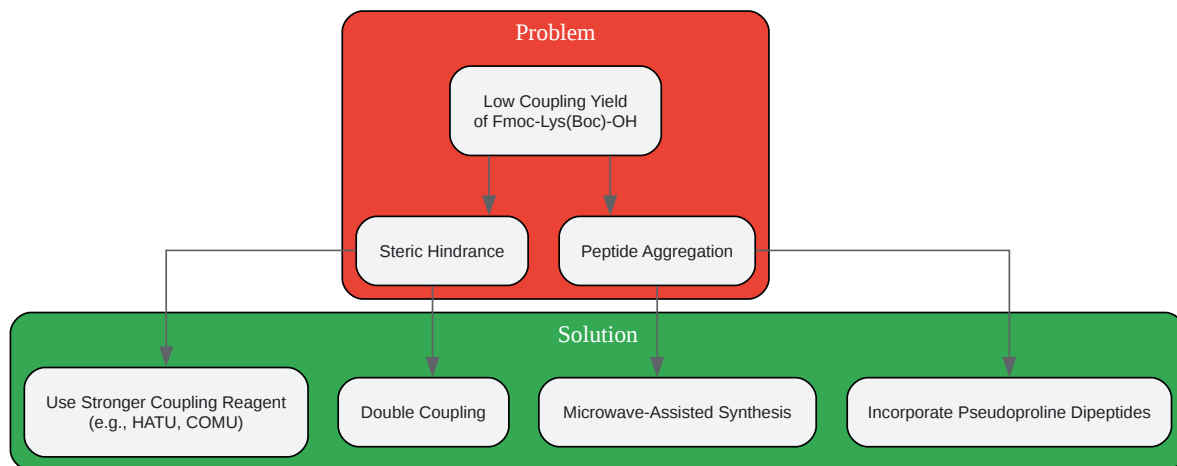 Problem
Low Coupling Yield
of Fmoc-Lys(Boc)-OH
Steric Hindrance
Peptide Aggregation
Solution
Use Stronger Coupling Reagent
(e.g., HATU, COMU)
Double Coupling
Microwave-Assisted Synthesis
Incorporate Pseudoproline Dipeptides